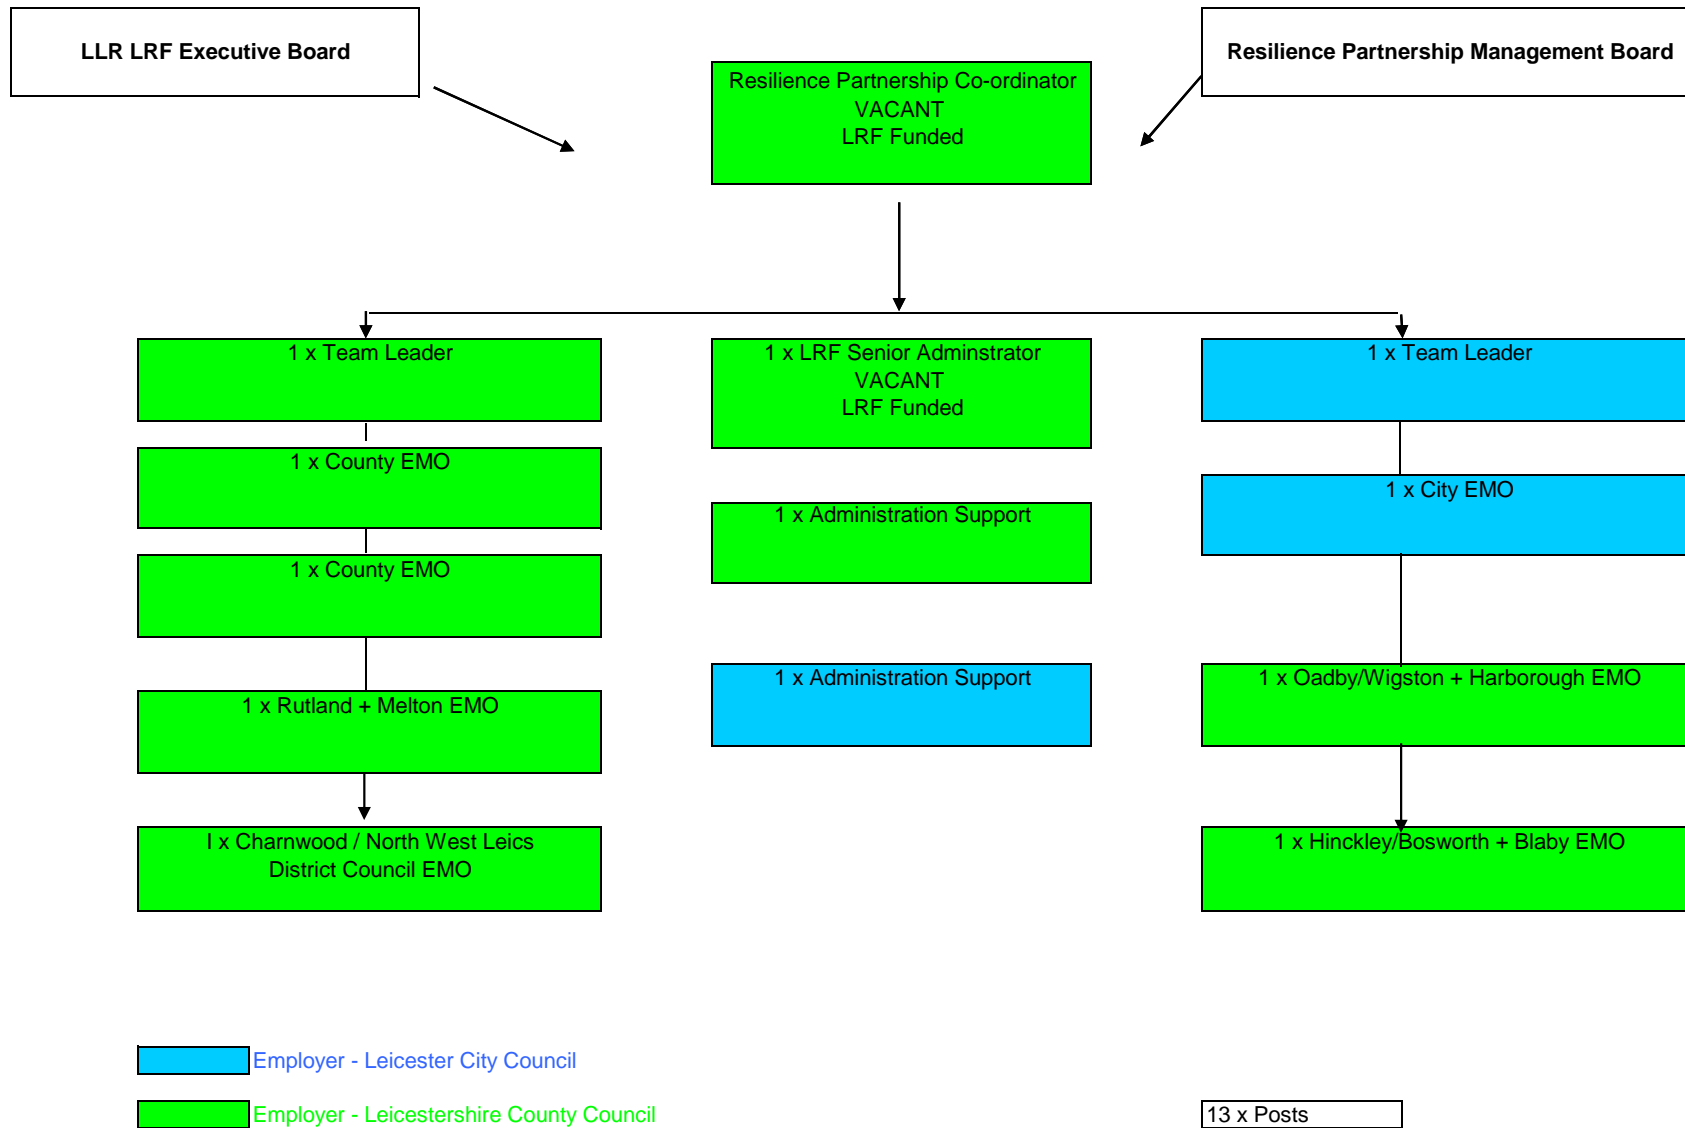 LLR LRF Executive Board
Resilience Partnership Management Board
Resilience Partnership Co-ordinator
VACANT
LRF Funded
1 x Team Leader
1 x LRF Senior Adminstrator
VACANT
LRF Funded
1 x Team Leader
1 x County EMO
1 x City EMO
1 x Administration Support
1 x County EMO
1 x Administration Support
1 x Oadby/Wigston + Harborough EMO
1 x Rutland + Melton EMO
I x Charnwood / North West Leics
District Council EMO
1 x Hinckley/Bosworth + Blaby EMO
Employer - Leicester City Council
Employer - Leicestershire County Council
13 x Posts